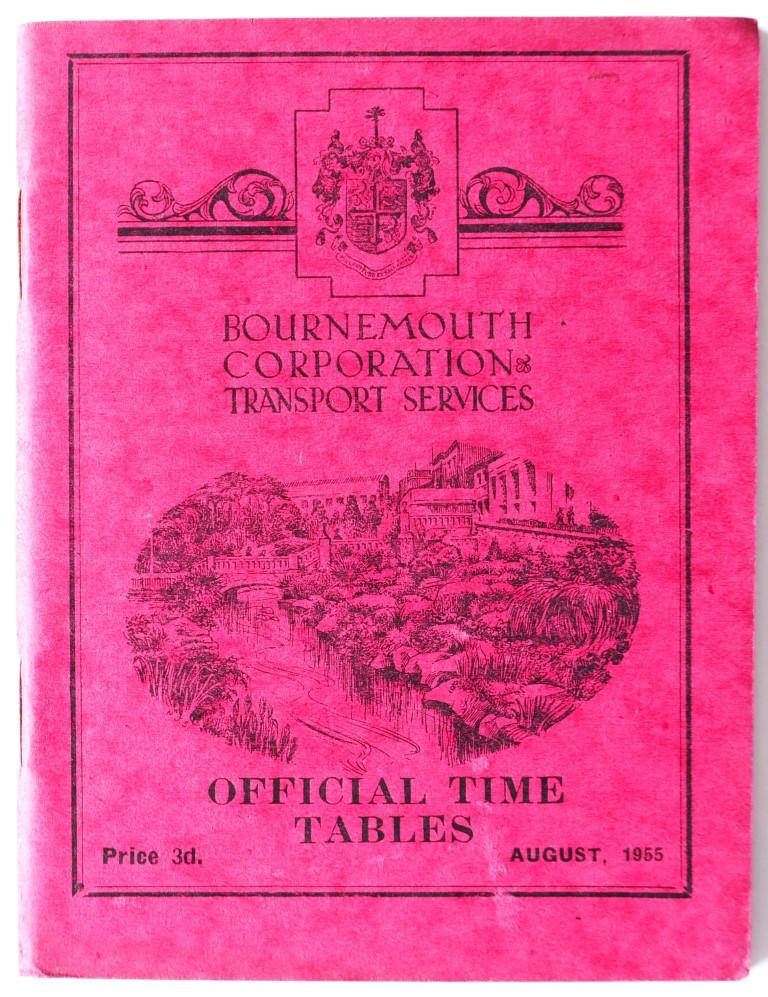 BOURNEMOUTH
CORPORATION
TRANSPORT SERVICES
OFFICIAL TIME
TABLES
Price 3d.
AUGUST, 1955